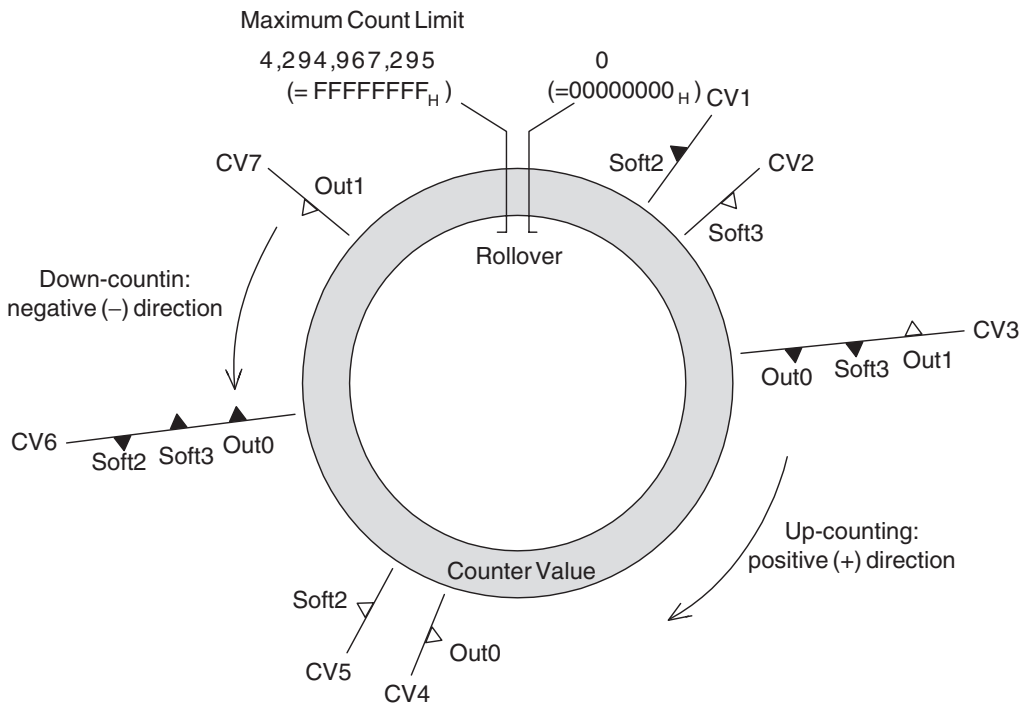 Maximum Count Limit
4,294,967,295
(= FFFFFFFFH)
0
(=00000000H)
CV1
Soft2
CV2
Soft3
CV7
Out1
Rollover
Down-countin:
negative (–) direction
CV3
Out0
Soft3
Out1
CV6
Soft2
Soft3
Out0
Up-counting:
positive (+) direction
Counter Value
Soft2
CV5
Out0
CV4